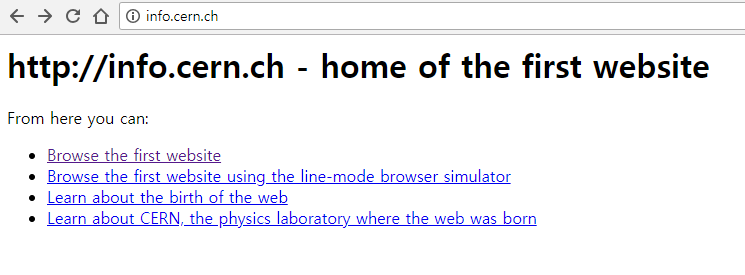 info.cern.ch
http://info.cern.ch - home of the first website
From here you can:
Browse the first website
Browse the first website using the line-mode browser simulator
Learn about the birth of the web
Learn about CERN, the physics laboratory where the web was born